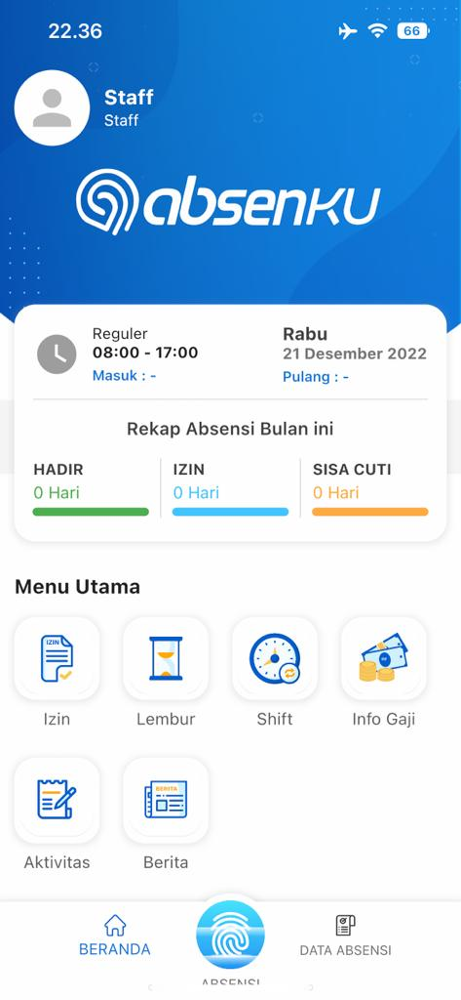 22.36
66
Staff
Staff
absenKU
Reguler
08:00 - 17:00
Masuk : -
Rabu
21 Desember 2022
Pulang : -
Rekap Absensi Bulan ini
HADIR
0 Hari
IZIN
0 Hari
SISA CUTI
0 Hari
Menu Utama
IZIN
Izin
Lembur
Shift
Info Gaji
BERITA
Aktivitas
Berita
BERANDA
ABSENSI
DATA ABSENSI